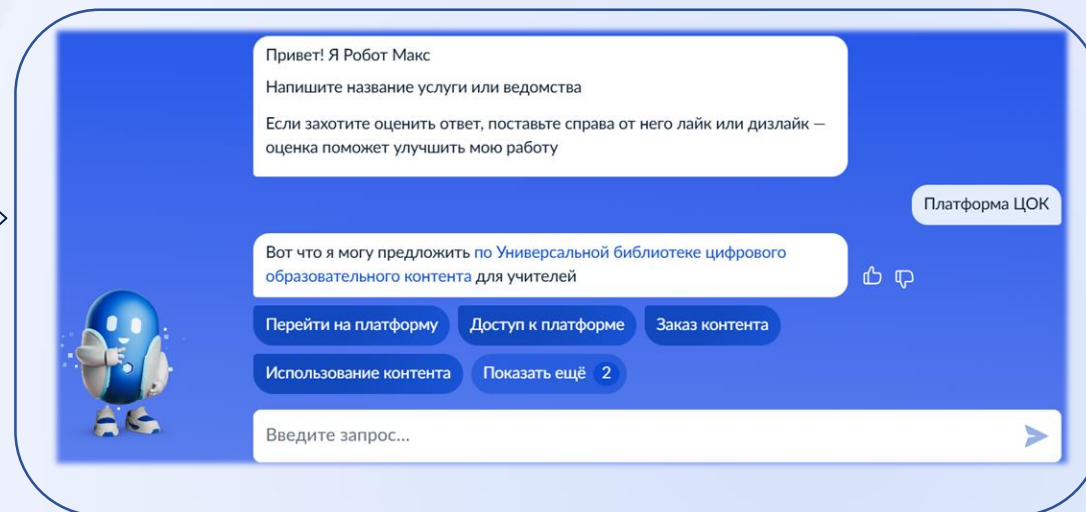 Привет! Я Робот Макс
Напишите название услуги или ведомства
Если захотите оценить ответ, поставьте справа от него лайк или дизлайк —
оценка поможет улучшить мою работу
Платформа ЦОК
Вот что я могу предложить по Универсальной библиотеке цифрового
образовательного контента для учителей
Перейти на платформу Доступ к платформе Заказ контента
Использование контента Показать ещё 2
Введите запрос...